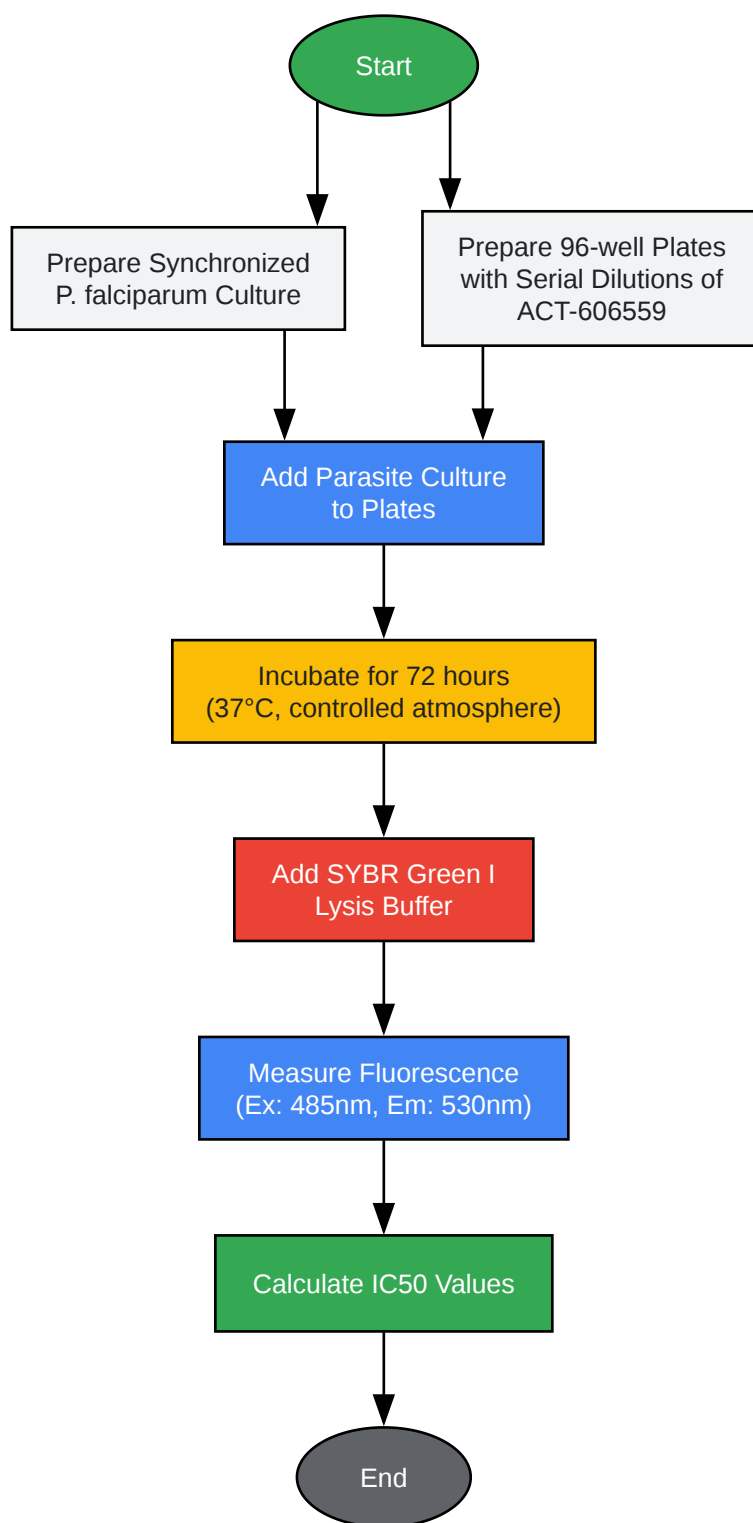 Start
Prepare Synchronized
P. falciparum Culture
Prepare 96-well Plates
with Serial Dilutions of
ACT-606559
Add Parasite Culture
to Plates
Incubate for 72 hours
(37°C, controlled atmosphere)
Add SYBR Green I
Lysis Buffer
Measure Fluorescence
(Ex: 485nm, Em: 530nm)
Calculate IC50 Values
End